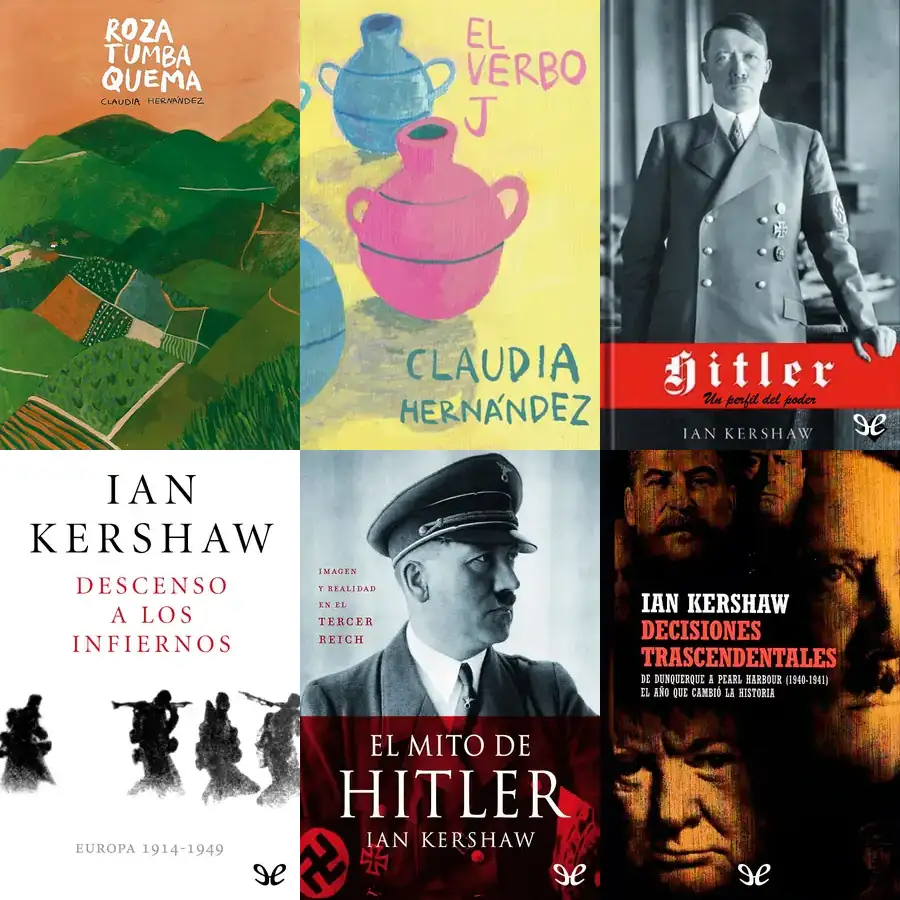 ROZA
TUMBA
QUEMA
CLAUDIA HERNÁNDEZ
EL
VERBO
J
CLAUDIA
HERNÁNDEZ
Hitler
Un perfil del poder
IAN KERSHAW
IAN
KERSHAW
DESCENSO
A LOS
INFIERNOS
EUROPA 1914-1949
IMAGEN
Y REALIDAD
EN EL
TERCER
REICH
EL MITO DE
HITLER
IAN KERSHAW
IAN KERSHAW
DECISIONES
TRASCENDENTALES
DE DUNQUERQUE A PEARL HARBOUR (1940-1941)
EL AÑO QUE CAMBIÓ LA HISTORIA